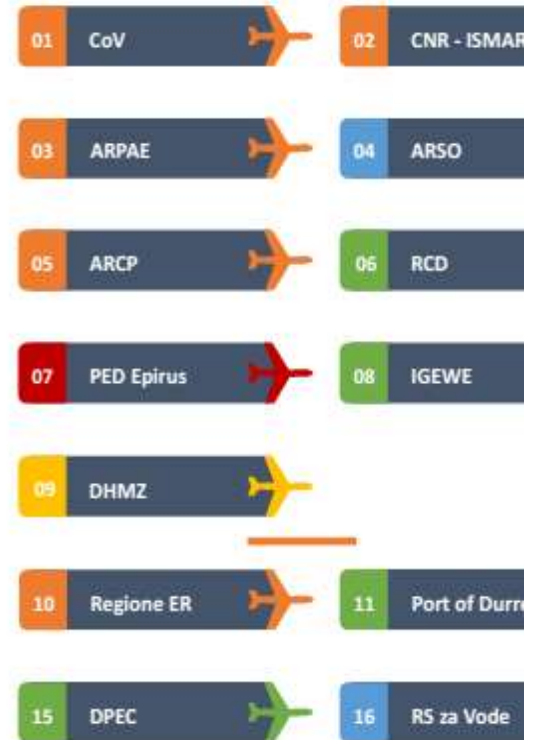 01 CoV
02 CNR - ISMAR
03 ARPAE
04 ARSO
05 ARCP
06 RCD
07 PED Epirus
08 IGEWE
09 DHMZ
10 Regione ER
11 Port of Durre
15 DPEC
16 RS za Vode